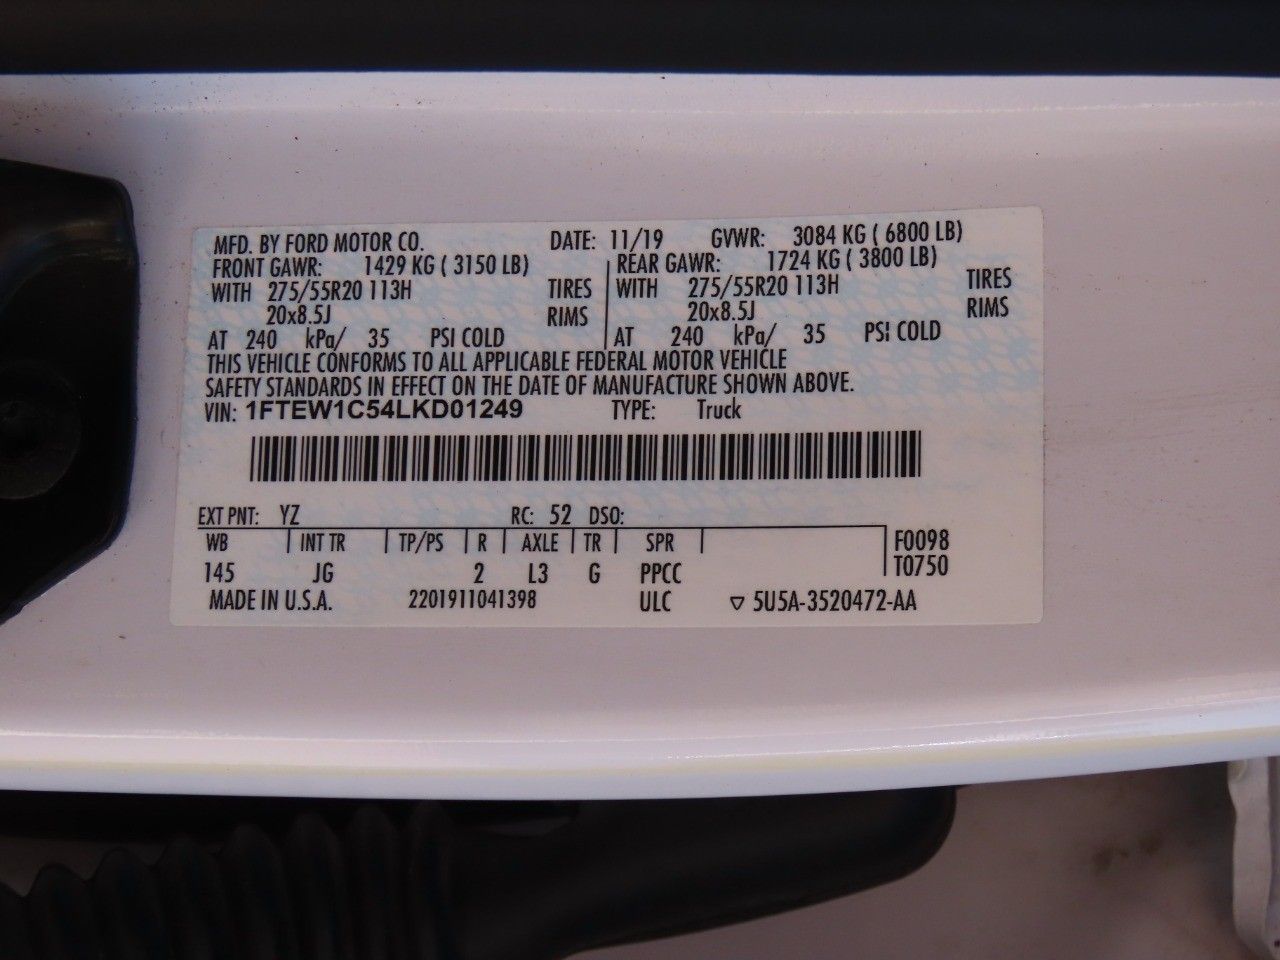 MFD. BY FORD MOTOR CO. DATE: 11/19 GVWR: 3084 KG ( 6800 LB)
FRONT GAWR: 1429 KG ( 3150 LB) REAR GAWR: 1724 KG ( 3800 LB)
WITH 275/55R20 113H TIRES WITH 275/55R20 113H TIRES
20x8.5J RIMS 20x8.5J RIMS
AT 240 kPa/ 35 PSI COLD AT 240 kPa/ 35 PSI COLD
THIS VEHICLE CONFORMS TO ALL APPLICABLE FEDERAL MOTOR VEHICLE
SAFETY STANDARDS IN EFFECT ON THE DATE OF MANUFACTURE SHOWN ABOVE.
VIN: 1FTEW1C54LKD01249 TYPE: Truck
EXT PNT: YZ RC: 52 DSO:
WB INT TR TP/PS R AXLE TR SPR F0098
145 JG 2 L3 G PPCC T0750
MADE IN U.S.A. 2201911041398 ULC ▽ 5U5A-3520472-AA